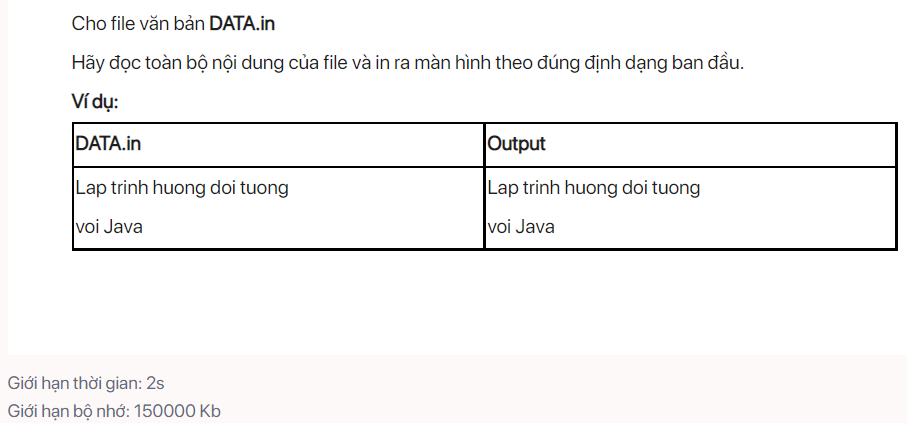 Cho file văn bản DATA.in
Hãy đọc toàn bộ nội dung của file và in ra màn hình theo đúng định dạng ban đầu.
Ví dụ:
DATA.in Output
Lap trinh huong doi tuong Lap trinh huong doi tuong
voi Java voi Java
Giới hạn thời gian: 2s
Giới hạn bộ nhớ: 150000 Kb